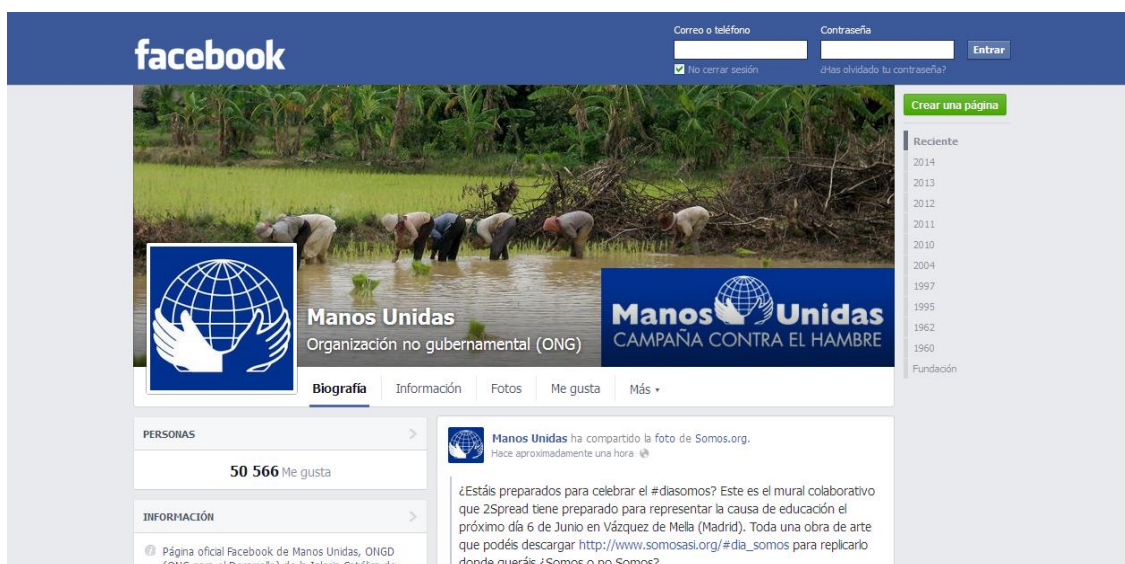 facebook
Correo o teléfono
Contraseña
Entrar
No cerrar sesión
¿Has olvidado tu contraseña?
Crear una página
Reciente
2014
2013
2012
2011
2010
2004
1997
1995
1962
1960
Fundación
Manos Unidas
Organización no gubernamental (ONG)
Manos Unidas
CAMPAÑA CONTRA EL HAMBRE
Biografía
Información
Fotos
Me gusta
Más
PERSONAS
50 566 Me gusta
INFORMACIÓN
Página oficial Facebook de Manos Unidas, ONGD
Manos Unidas ha compartido la foto de Somos.org.
Hace aproximadamente una hora
¿Estáis preparados para celebrar el #diasomos? Este es el mural colaborativo
que 2Spread tiene preparado para representar la causa de educación el
próximo día 6 de Junio en Vázquez de Mella (Madrid). Toda una obra de arte
que podéis descargar http://www.somosasi.org/#dia_somos para replicarlo
donde queráis ¿Somos o no Somos?